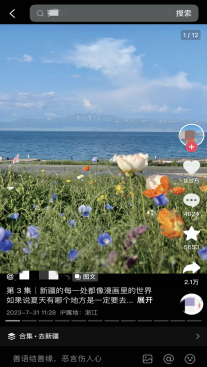 搜索
1/12
9.8万
4024
5653
2.1万
@
图文
第 3 集｜新疆的每一处都像漫画里的世界
如果说夏天有哪个地方是一定要去... 展开
2023-7-31 11:28 IP属地：浙江
合集·去新疆
善语结善缘，恶言伤人心